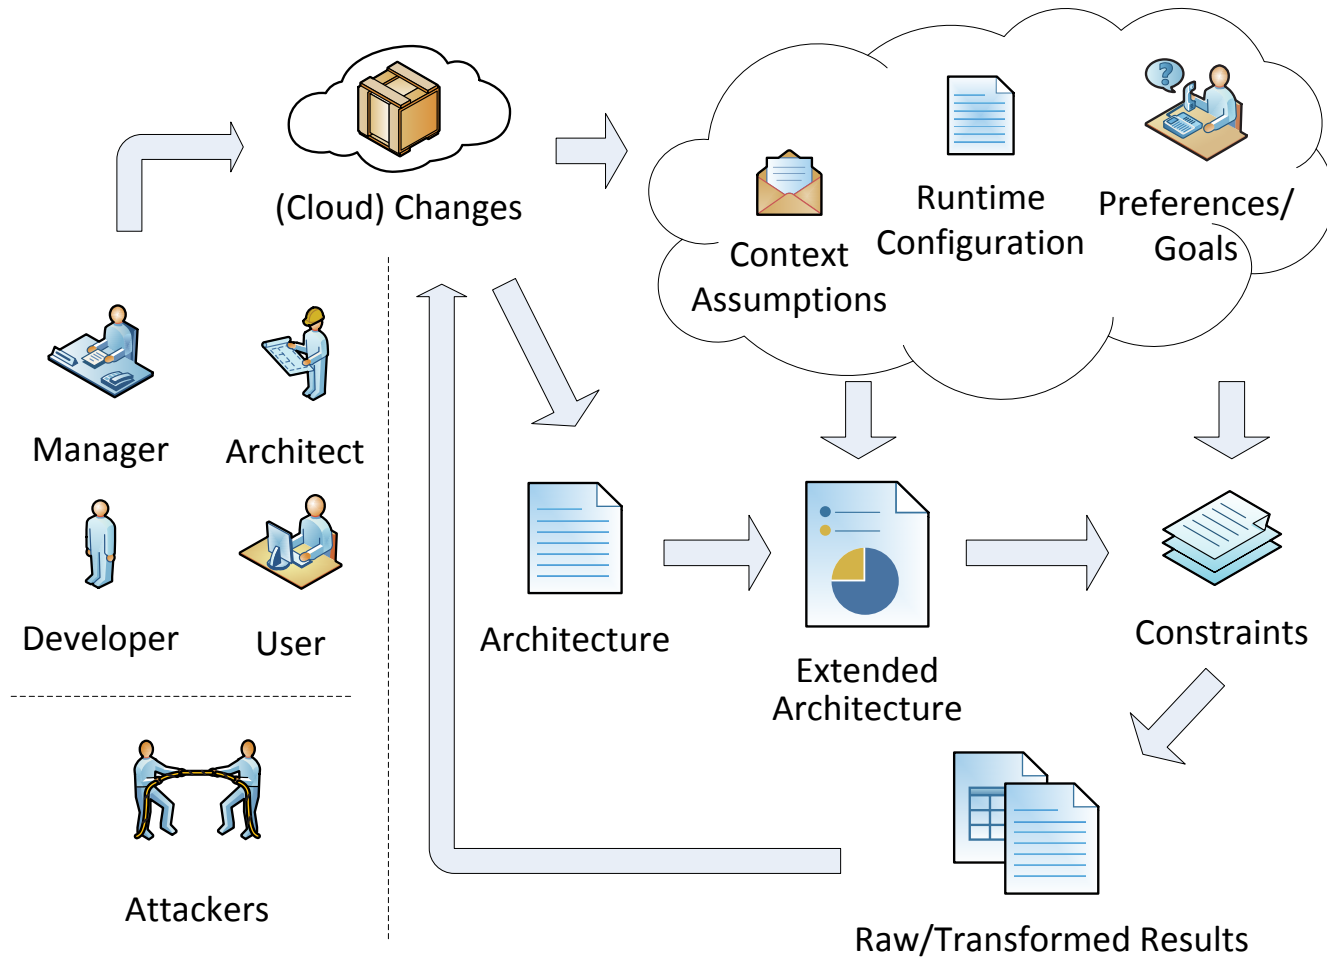 (Cloud) Changes
Context
Assumptions
Runtime
Configuration
?
Preferences/
Goals
Manager
Architect
Developer
User
Attackers
Architecture
Extended
Architecture
Constraints
Raw/Transformed Results